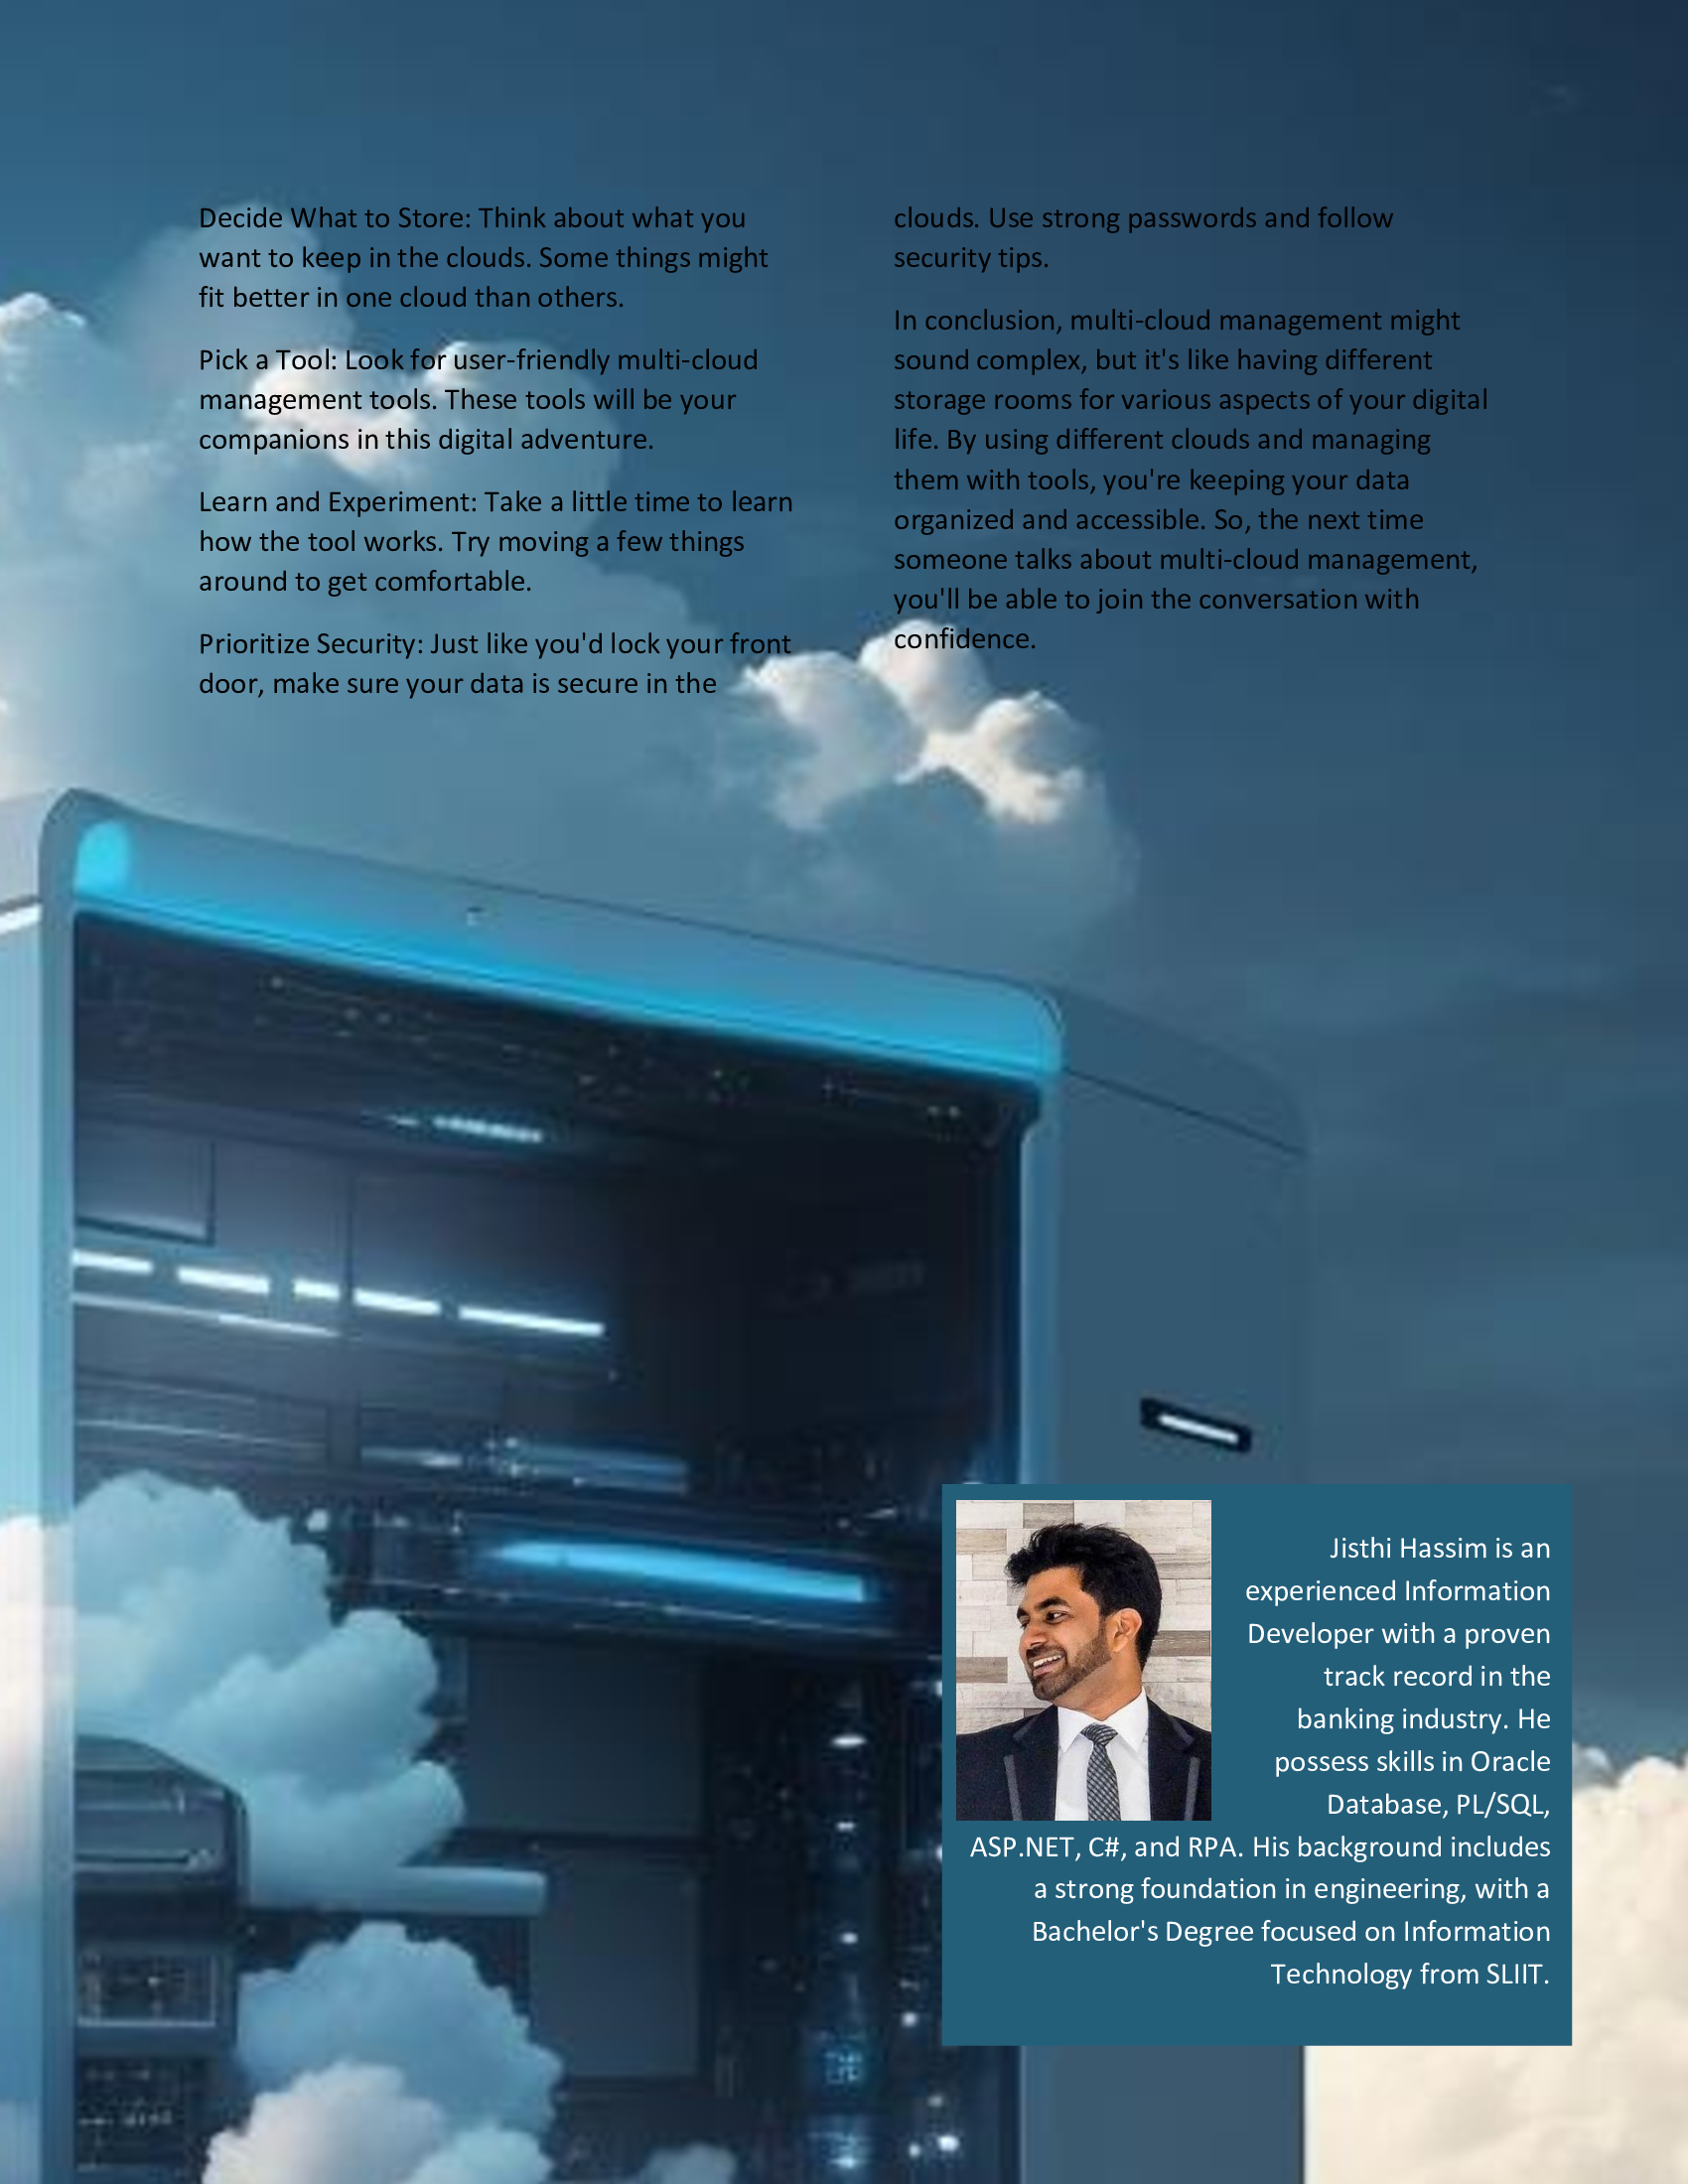 Decide What to Store: Think about what you
want to keep in the clouds. Some things might
fit better in one cloud than others.
Pick a Tool: Look for user-friendly multi-cloud
management tools. These tools will be your
companions in this digital adventure.
Learn and Experiment: Take a little time to learn
how the tool works. Try moving a few things
around to get comfortable.
Prioritize Security: Just like you'd lock your front
door, make sure your data is secure in the
clouds. Use strong passwords and follow
security tips.
In conclusion, multi-cloud management might
sound complex, but it's like having different
storage rooms for various aspects of your digital
life. By using different clouds and managing
them with tools, you're keeping your data
organized and accessible. So, the next time
someone talks about multi-cloud management,
you'll be able to join the conversation with
confidence.
Jisthi Hassim is an
experienced Information
Developer with a proven
track record in the
banking industry. He
possess skills in Oracle
Database, PL/SQL,
ASP.NET, C#, and RPA. His background includes
a strong foundation in engineering, with a
Bachelor's Degree focused on Information
Technology from SLIIT.